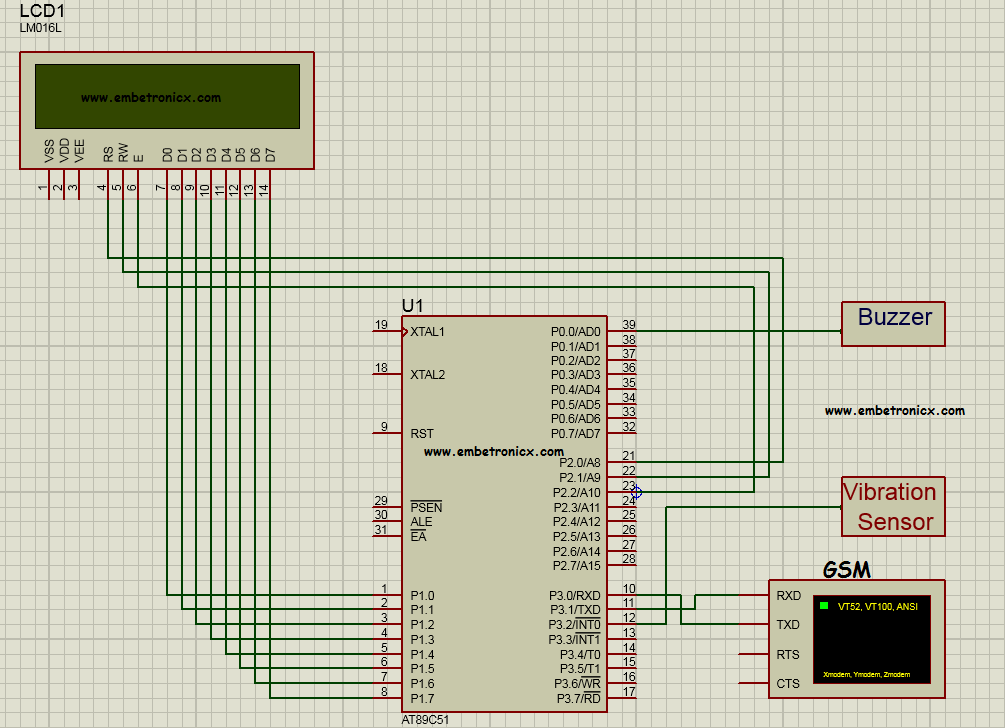 LCD1
LM016L
www.embetronicx.com
VSS VDD VEE RS RW E D0 D1 D2 D3 D4 D5 D6 D7
1 2 3 4 5 6 7 8 9 10 11 12 13 14
U1
19 XTAL1
18 XTAL2
9 RST
www.embetronicx.com
29 PSEN
30 ALE
31 EA
1 P1.0
2 P1.1
3 P1.2
4 P1.3
5 P1.4
6 P1.5
7 P1.6
8 P1.7
P0.0/AD0 39
P0.1/AD1 38
P0.2/AD2 37
P0.3/AD3 36
P0.4/AD4 35
P0.5/AD5 34
P0.6/AD6 33
P0.7/AD7 32
P2.0/A8 21
P2.1/A9 22
P2.2/A10 23
P2.3/A11 24
P2.4/A12 25
P2.5/A13 26
P2.6/A14 27
P2.7/A15 28
P3.0/RXD 10
P3.1/TXD 11
P3.2/INT0 12
P3.3/INT1 13
P3.4/T0 14
P3.5/T1 15
P3.6/WR 16
P3.7/RD 17
AT89C51
Buzzer
www.embetronicx.com
Vibration
Sensor
GSM
RXD
TXD
RTS
CTS
VT52, VT100, ANSI
Xmodem, Ymodem, Zmodem